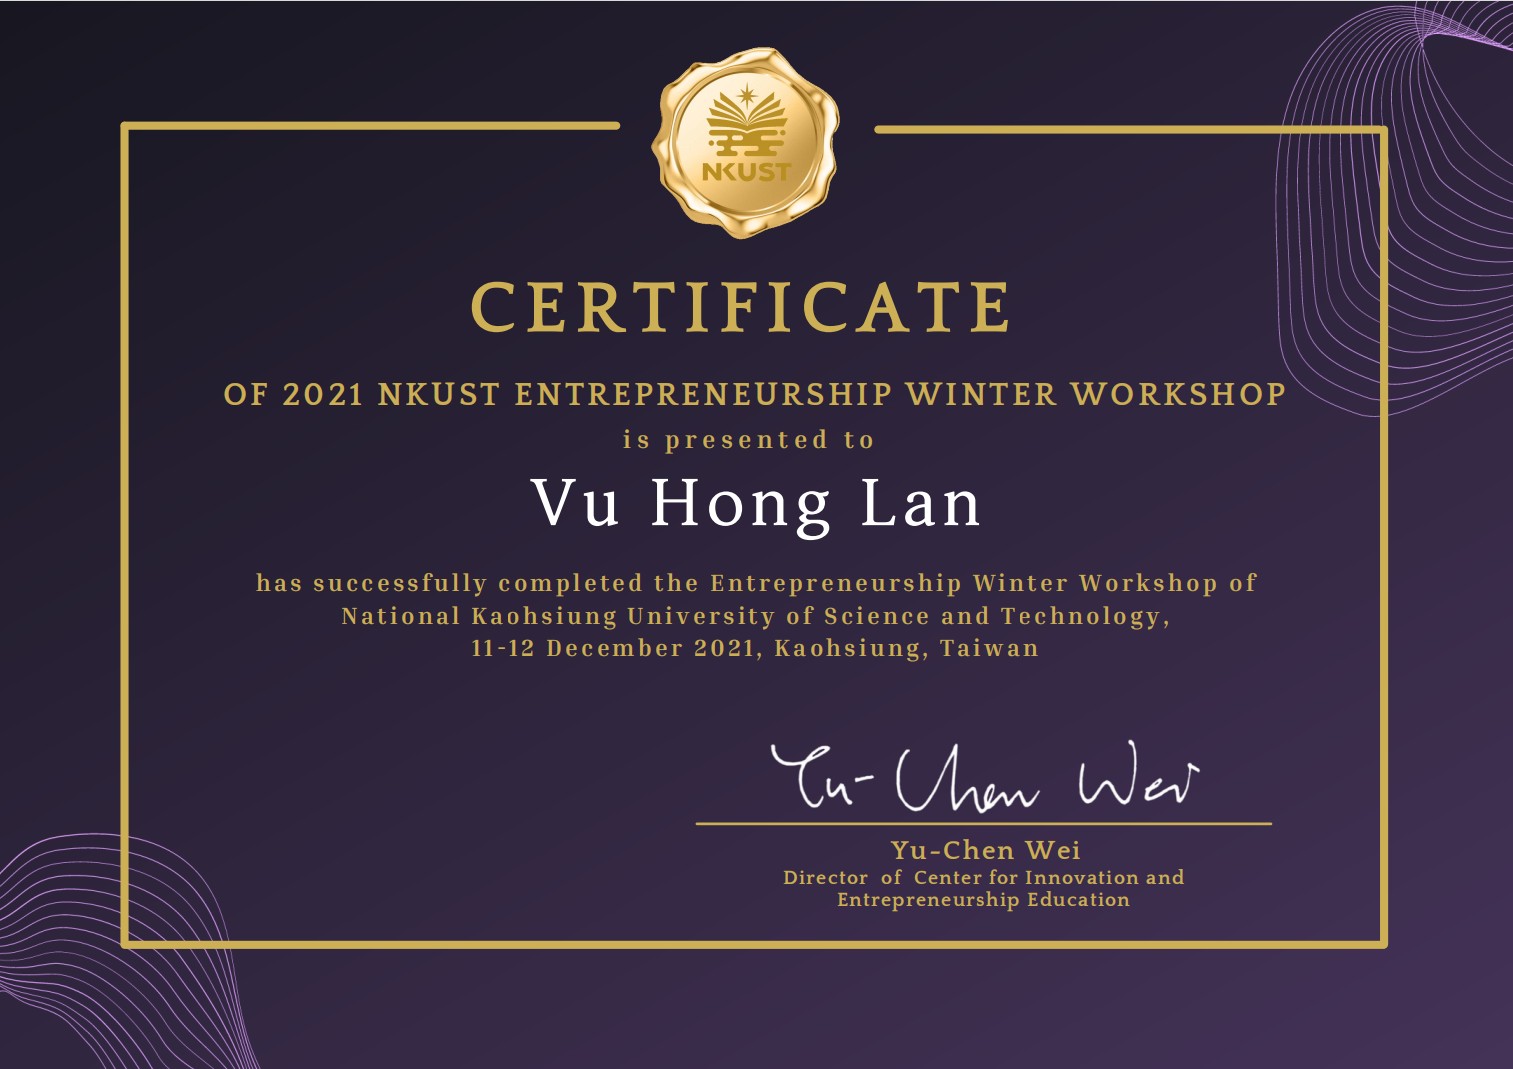 NKUST
CERTIFICATE
OF 2021 NKUST ENTREPRENEURSHIP WINTER WORKSHOP
is presented to
Vu Hong Lan
has successfully completed the Entrepreneurship Winter Workshop of
National Kaohsiung University of Science and Technology,
11-12 December 2021, Kaohsiung, Taiwan
Yu-Chen Wei
Yu-Chen Wei
Director of Center for Innovation and
Entrepreneurship Education